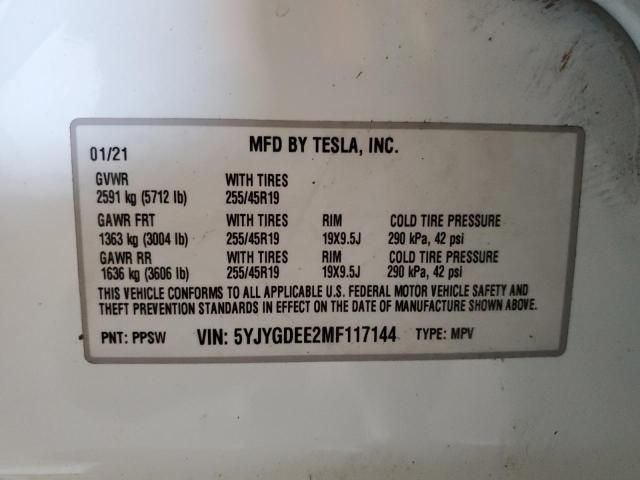 01/21 MFD BY TESLA, INC.
GVWR WITH TIRES
2591 kg (5712 lb) 255/45R19
GAWR FRT WITH TIRES RIM COLD TIRE PRESSURE
1363 kg (3004 lb) 255/45R19 19X9.5J 290 kPa, 42 psi
GAWR RR WITH TIRES RIM COLD TIRE PRESSURE
1636 kg (3606 lb) 255/45R19 19X9.5J 290 kPa, 42 psi
THIS VEHICLE CONFORMS TO ALL APPLICABLE U.S. FEDERAL MOTOR VEHICLE SAFETY AND
THEFT PREVENTION STANDARDS IN EFFECT ON THE DATE OF MANUFACTURE SHOWN ABOVE.
PNT: PPSW VIN: 5YJYGDEE2MF117144 TYPE: MPV